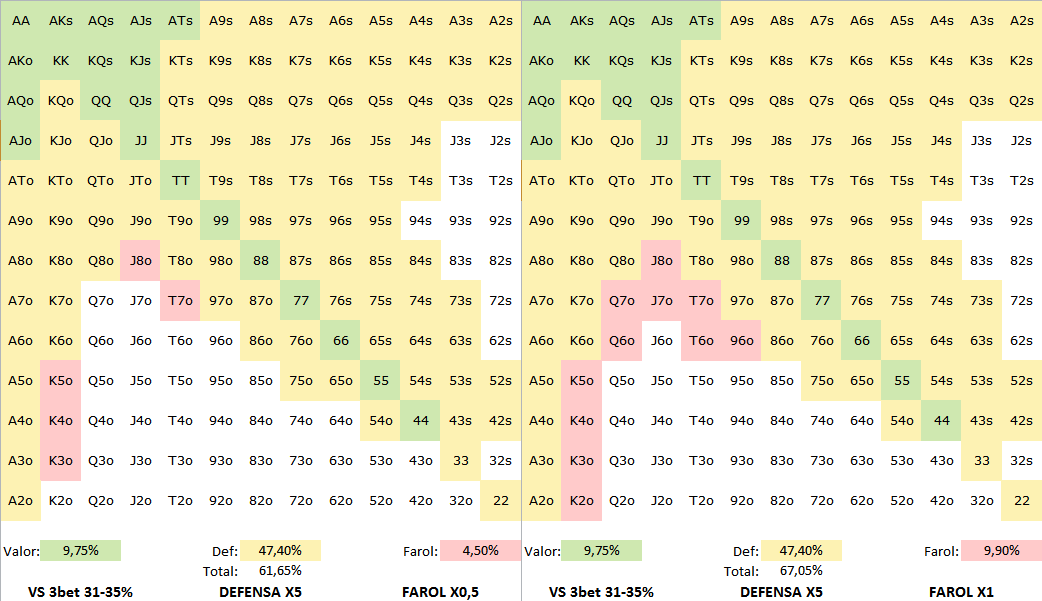 AA AKs AQs AJs ATs A9s A8s A7s A6s A5s A4s A3s A2s AA AKs AQs AJs ATs A9s A8s A7s A6s A5s A4s A3s A2s
AKo KK KQs KJs KTs K9s K8s K7s K6s K5s K4s K3s K2s AKo KK KQs KJs KTs K9s K8s K7s K6s K5s K4s K3s K2s
AQo KQo QQ QJs QTs Q9s Q8s Q7s Q6s Q5s Q4s Q3s Q2s AQo KQo QQ QJs QTs Q9s Q8s Q7s Q6s Q5s Q4s Q3s Q2s
AJo KJo QJo JJ JTs J9s J8s J7s J6s J5s J4s J3s J2s AJo KJo QJo JJ JTs J9s J8s J7s J6s J5s J4s J3s J2s
ATo KTo QTo JTo TT T9s T8s T7s T6s T5s T4s T3s T2s ATo KTo QTo JTo TT T9s T8s T7s T6s T5s T4s T3s T2s
A9o K9o Q9o J9o T9o 99 98s 97s 96s 95s 94s 93s 92s A9o K9o Q9o J9o T9o 99 98s 97s 96s 95s 94s 93s 92s
A8o K8o Q8o J8o T8o 98o 88 87s 86s 85s 84s 83s 82s A8o K8o Q8o J8o T8o 98o 88 87s 86s 85s 84s 83s 82s
A7o K7o Q7o J7o T7o 97o 87o 77 76s 75s 74s 73s 72s A7o K7o Q7o J7o T7o 97o 87o 77 76s 75s 74s 73s 72s
A6o K6o Q6o J6o T6o 96o 86o 76o 66 65s 64s 63s 62s A6o K6o Q6o J6o T6o 96o 86o 76o 66 65s 64s 63s 62s
A5o K5o Q5o J5o T5o 95o 85o 75o 65o 55 54s 53s 52s A5o K5o Q5o J5o T5o 95o 85o 75o 65o 55 54s 53s 52s
A4o K4o Q4o J4o T4o 94o 84o 74o 64o 54o 44 43s 42s A4o K4o Q4o J4o T4o 94o 84o 74o 64o 54o 44 43s 42s
A3o K3o Q3o J3o T3o 93o 83o 73o 63o 53o 43o 33 32s A3o K3o Q3o J3o T3o 93o 83o 73o 63o 53o 43o 33 32s
A2o K2o Q2o J2o T2o 92o 82o 72o 62o 52o 42o 32o 22 A2o K2o Q2o J2o T2o 92o 82o 72o 62o 52o 42o 32o 22
Valor: 9,75% Def: 47,40% Farol: 4,50% Valor: 9,75% Def: 47,40% Farol: 9,90%
Total: 61,65% Total: 67,05%
VS 3bet 31-35% DEFENSA X5 FAROL X0,5 VS 3bet 31-35% DEFENSA X5 FAROL X1